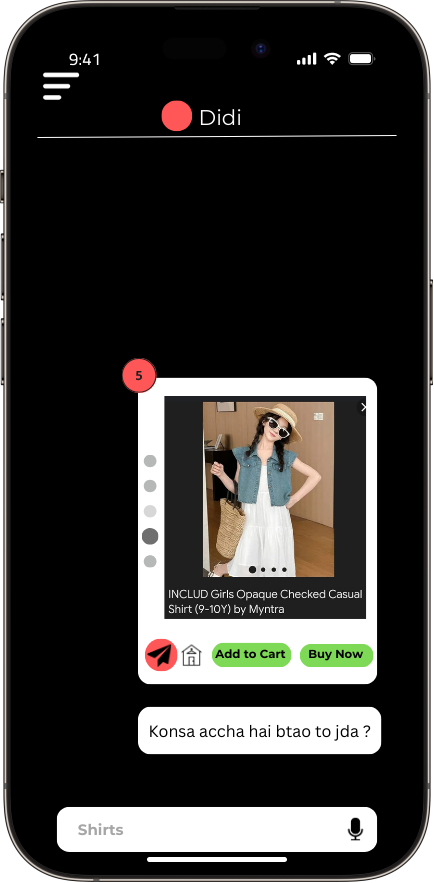 9:41
Didi
5
INCLUD Girls Opaque Checked Casual
Shirt (9-10Y) by Myntra
Add to Cart
Buy Now
Konsa accha hai btao to jda ?
Shirts